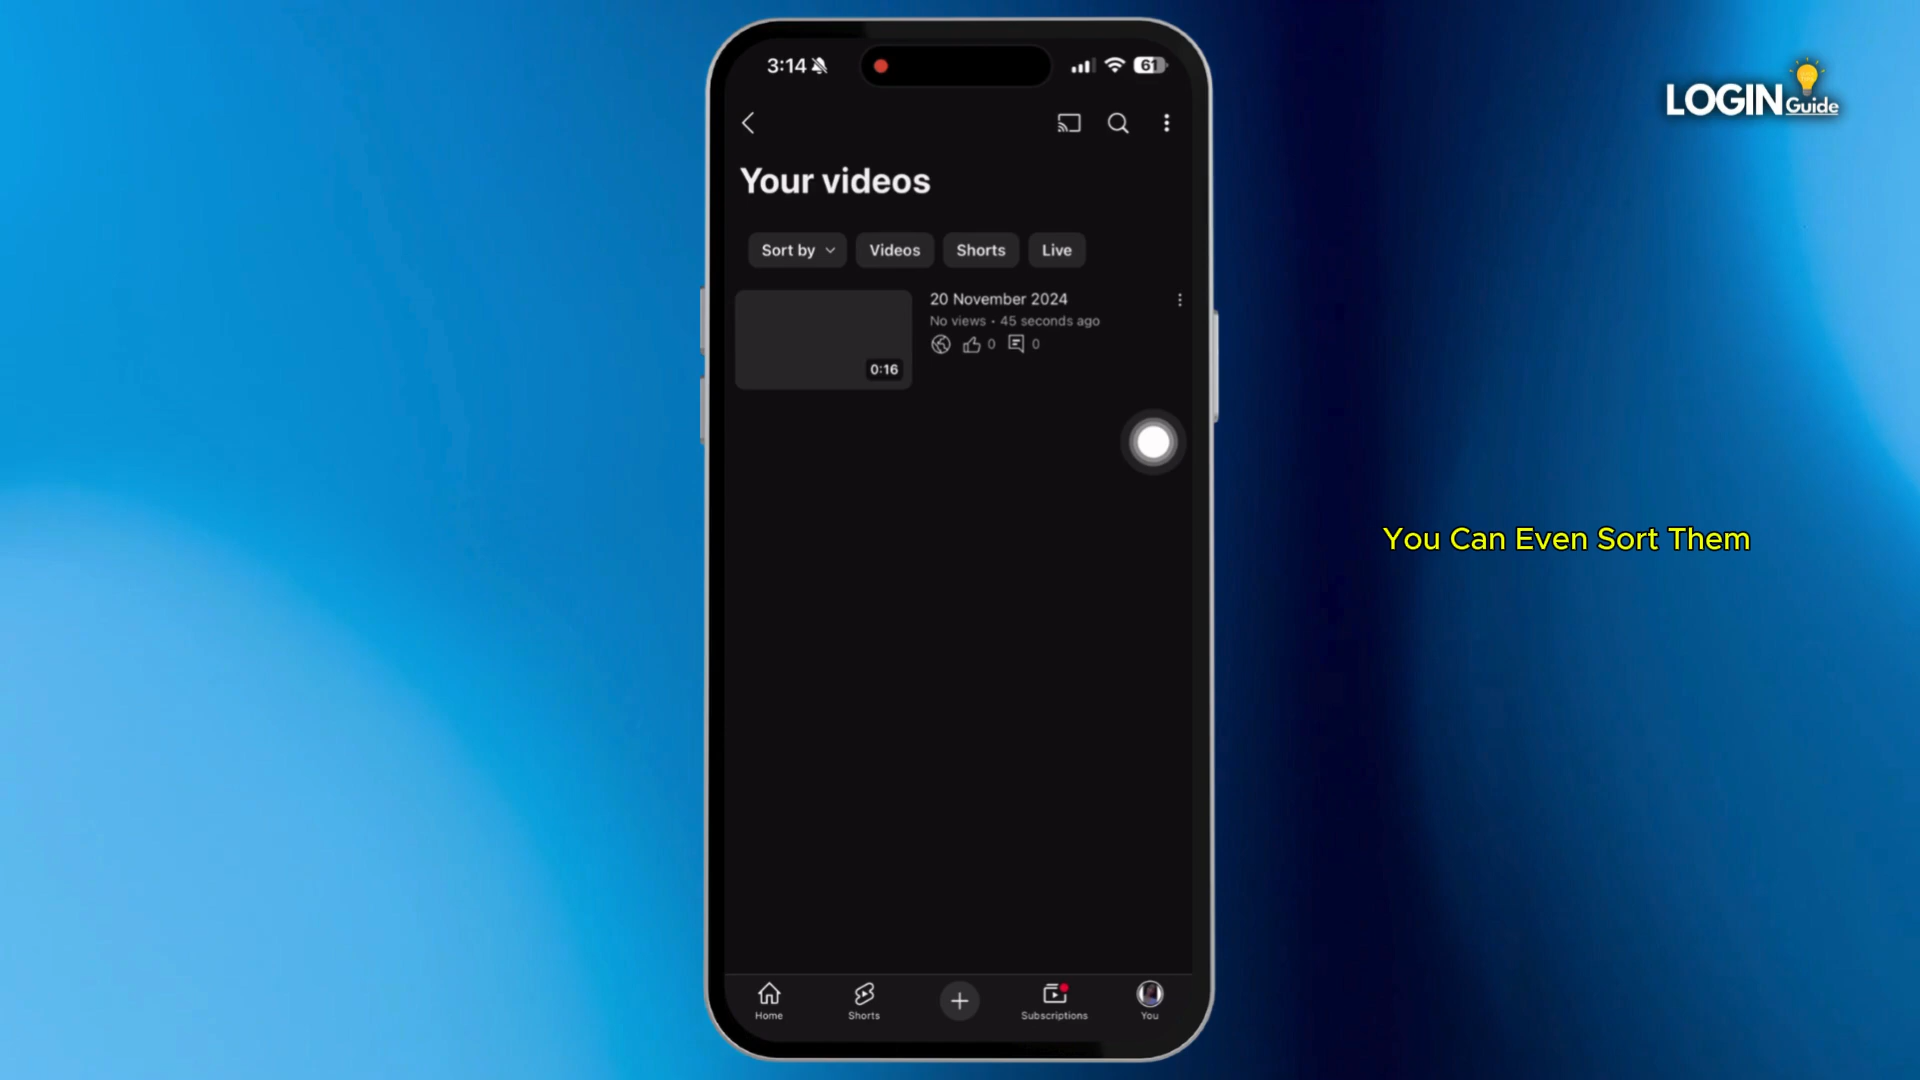 3:14
61
LOGIN Guide
Your videos
Sort by
Videos
Shorts
Live
20 November 2024
No views • 45 seconds ago
0
0
0:16
You Can Even Sort Them
Home
Shorts
Subscriptions
You